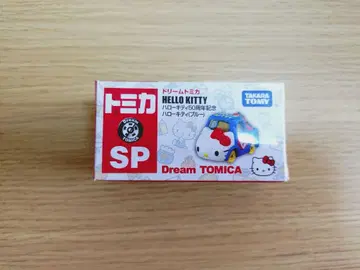 トミカ
SP
ドリームトミカ
HELLO KITTY
ハローキティ50周年記念
ハローキティ(ブルー)
TAKARA
TOMY
Dream TOMICA